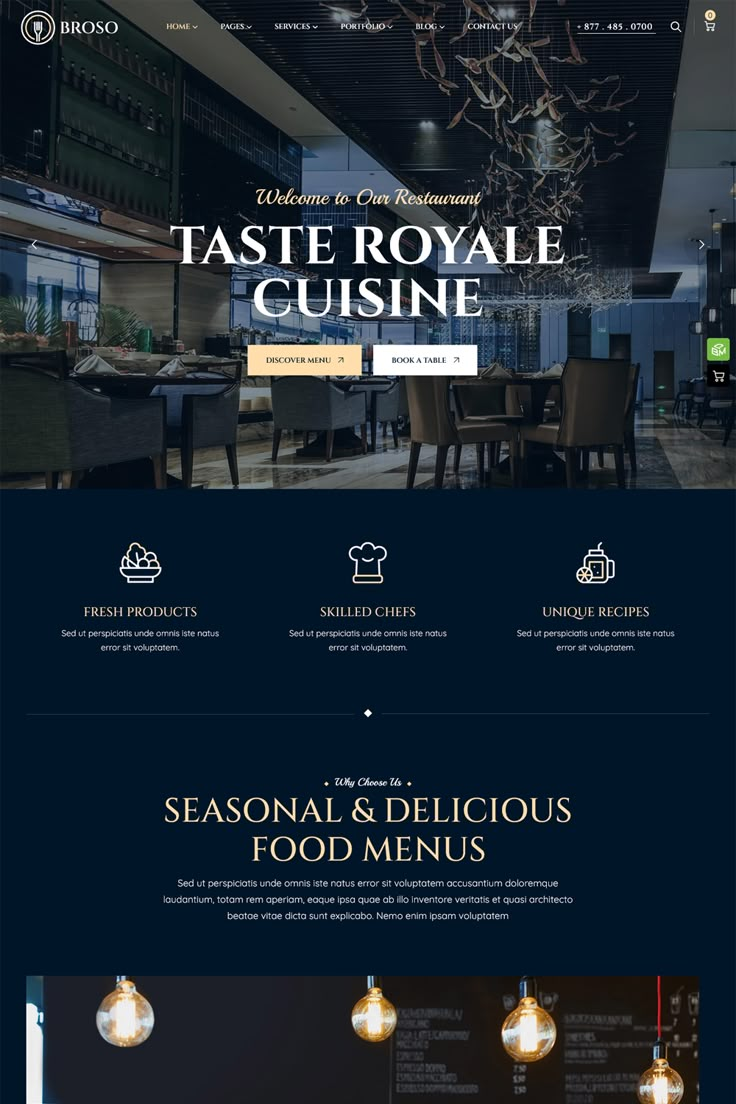 BROSO
HOME PAGES SERVICES PORTFOLIO BLOG CONTACT US + 877 . 485 . 0700
0
Welcome to Our Restaurant
TASTE ROYALE
CUISINE
DISCOVER MENU BOOK A TABLE
FRESH PRODUCTS
Sed ut perspiciatis unde omnis iste natus
error sit voluptatem.
SKILLED CHEFS
Sed ut perspiciatis unde omnis iste natus
error sit voluptatem.
UNIQUE RECIPES
Sed ut perspiciatis unde omnis iste natus
error sit voluptatem.
Why Choose Us
SEASONAL & DELICIOUS
FOOD MENUS
Sed ut perspiciatis unde omnis iste natus error sit voluptatem accusantium doloremque
laudantium, totam rem aperiam, eaque ipsa quae ab illo inventore veritatis et quasi architecto
beatae vitae dicta sunt explicabo. Nemo enim ipsam voluptatem
ESPRESSO